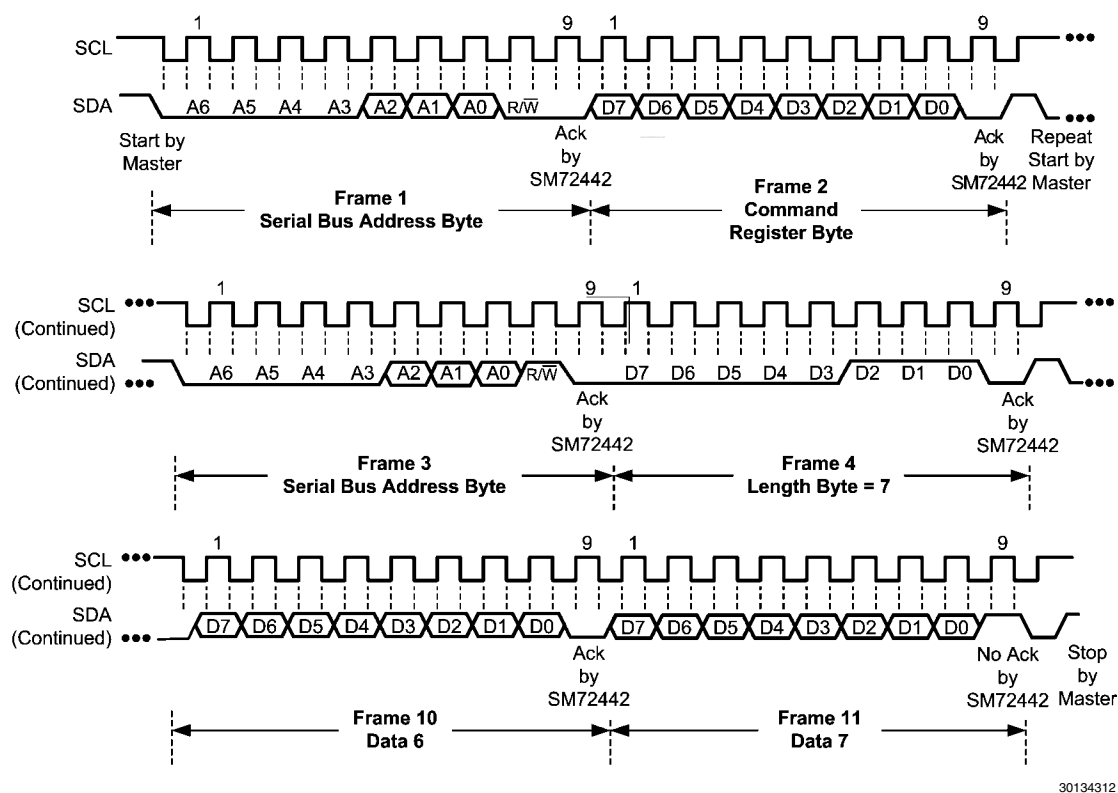 1 9 1 9
SCL •••
SDA A6 A5 A4 A3 A2 A1 A0 R/W̅ D7 D6 D5 D4 D3 D2 D1 D0 •••
Start by
Master
Ack
by
SM72442
Ack
by
SM72442
Repeat
Start by
Master
Frame 1
Serial Bus Address Byte
Frame 2
Command
Register Byte
1 9 1 9
SCL
(Continued)
••• •••
SDA
(Continued)
••• A6 A5 A4 A3 A2 A1 A0 R/W̅ D7 D6 D5 D4 D3 D2 D1 D0 •••
Ack
by
SM72442
Ack
by
SM72442
Frame 3
Serial Bus Address Byte
Frame 4
Length Byte = 7
1 9 1 9
SCL
(Continued)
•••
SDA
(Continued)
••• D7 D6 D5 D4 D3 D2 D1 D0 D7 D6 D5 D4 D3 D2 D1 D0
Ack
by
SM72442
No Ack
by
SM72442
Stop
by
Master
Frame 10
Data 6
Frame 11
Data 7
30134312